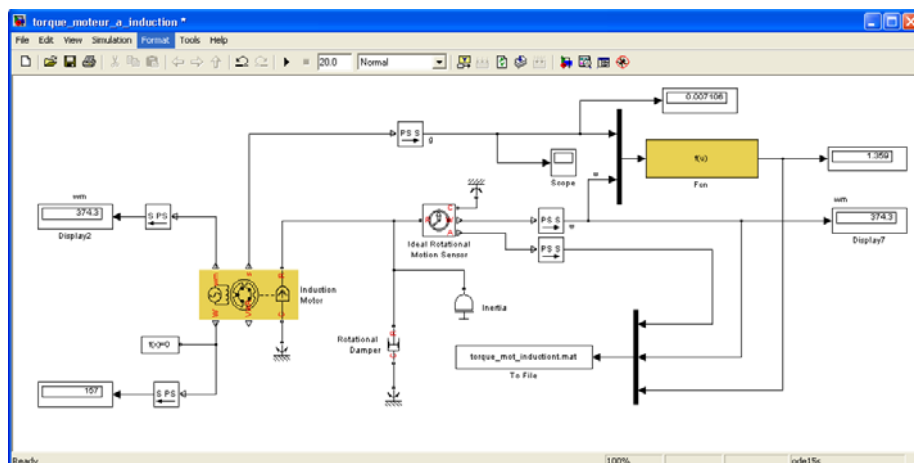 torque_moteur_a_induction *
File Edit View Simulation Format Tools Help
20.0 Normal
0.007106
PS S
g
f(u)
1.359
Scope
Fcn
wm
374.3
Display2
S PS
C
R
W
A
PS S
w
wm
374.3
Display7
Ideal Rotational
Motion Sensor
PS S
Induction
Motor
Inertia
f(x)=0
Rotational
Damper
torque_mot_inductiont.mat
To File
S PS
Ready 100% ode15s